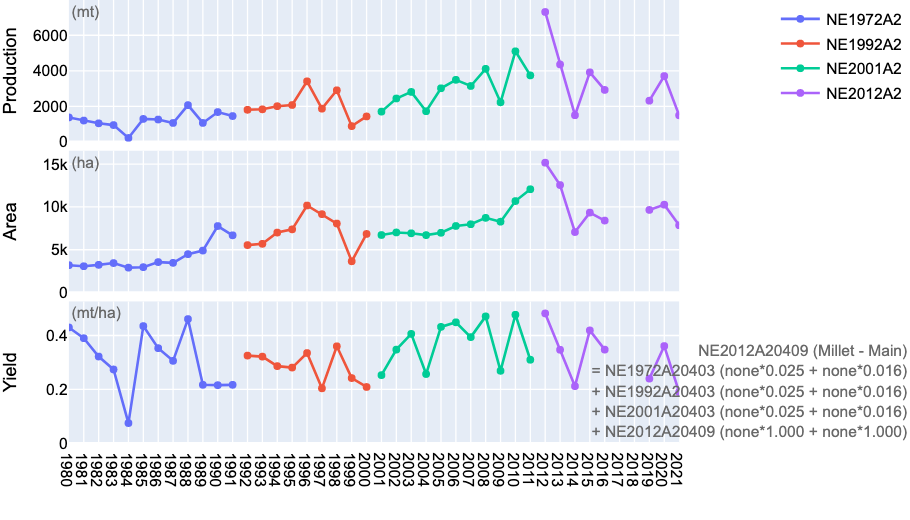 (mt)
Production
6000
4000
2000
0
NE1972A2
NE1992A2
NE2001A2
NE2012A2
(ha)
Area
15k
10k
5k
0
(mt/ha)
Yield
0.4
0.2
0
NE2012A20409 (Millet - Main)
= NE1972A20403 (none*0.025 + none*0.016)
+ NE1992A20403 (none*0.025 + none*0.016)
+ NE2001A20403 (none*0.025 + none*0.016)
+ NE2012A20409 (none*1.000 + none*1.000)
1980
1981
1982
1983
1984
1985
1986
1987
1988
1989
1990
1991
1992
1993
1994
1995
1996
1997
1998
1999
2000
2001
2002
2003
2004
2005
2006
2007
2008
2009
2010
2011
2012
2013
2014
2015
2016
2017
2018
2019
2020
2021